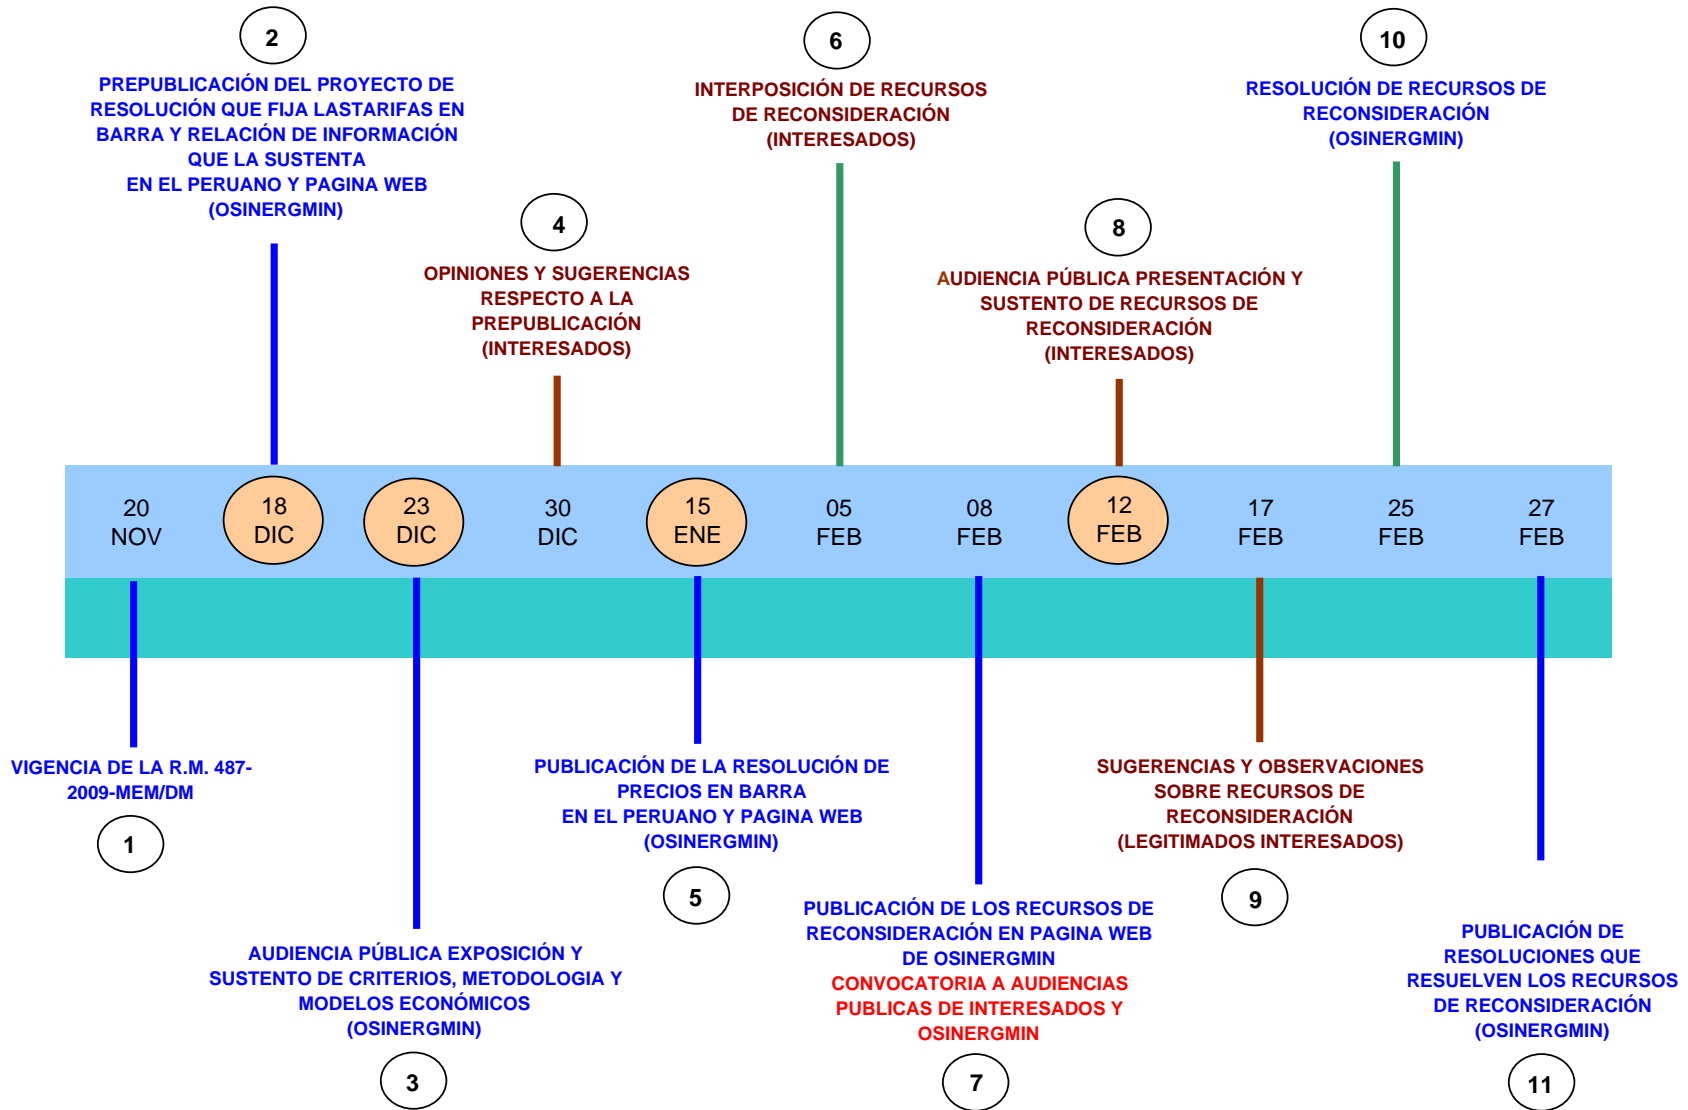 2
PREPUBLICACIÓN DEL PROYECTO DE
RESOLUCIÓN QUE FIJA LASTARIFAS EN
BARRA Y RELACIÓN DE INFORMACIÓN
QUE LA SUSTENTA
EN EL PERUANO Y PAGINA WEB
(OSINERGMIN)
6
INTERPOSICIÓN DE RECURSOS
DE RECONSIDERACIÓN
(INTERESADOS)
10
RESOLUCIÓN DE RECURSOS DE
RECONSIDERACIÓN
(OSINERGMIN)
4
OPINIONES Y SUGERENCIAS
RESPECTO A LA
PREPUBLICACIÓN
(INTERESADOS)
8
AUDIENCIA PÚBLICA PRESENTACIÓN Y
SUSTENTO DE RECURSOS DE
RECONSIDERACIÓN
(INTERESADOS)
20
NOV
18
DIC
23
DIC
30
DIC
15
ENE
05
FEB
08
FEB
12
FEB
17
FEB
25
FEB
27
FEB
VIGENCIA DE LA R.M. 487-
2009-MEM/DM
1
PUBLICACIÓN DE LA RESOLUCIÓN DE
PRECIOS EN BARRA
EN EL PERUANO Y PAGINA WEB
(OSINERGMIN)
5
SUGERENCIAS Y OBSERVACIONES
SOBRE RECURSOS DE
RECONSIDERACIÓN
(LEGITIMADOS INTERESADOS)
9
AUDIENCIA PÚBLICA EXPOSICIÓN Y
SUSTENTO DE CRITERIOS, METODOLOGIA Y
MODELOS ECONÓMICOS
(OSINERGMIN)
3
PUBLICACIÓN DE LOS RECURSOS DE
RECONSIDERACIÓN EN PAGINA WEB
DE OSINERGMIN
CONVOCATORIA A AUDIENCIAS
PUBLICAS DE INTERESADOS Y
OSINERGMIN
7
PUBLICACIÓN DE
RESOLUCIONES QUE
RESUELVEN LOS RECURSOS
DE RECONSIDERACIÓN
(OSINERGMIN)
11